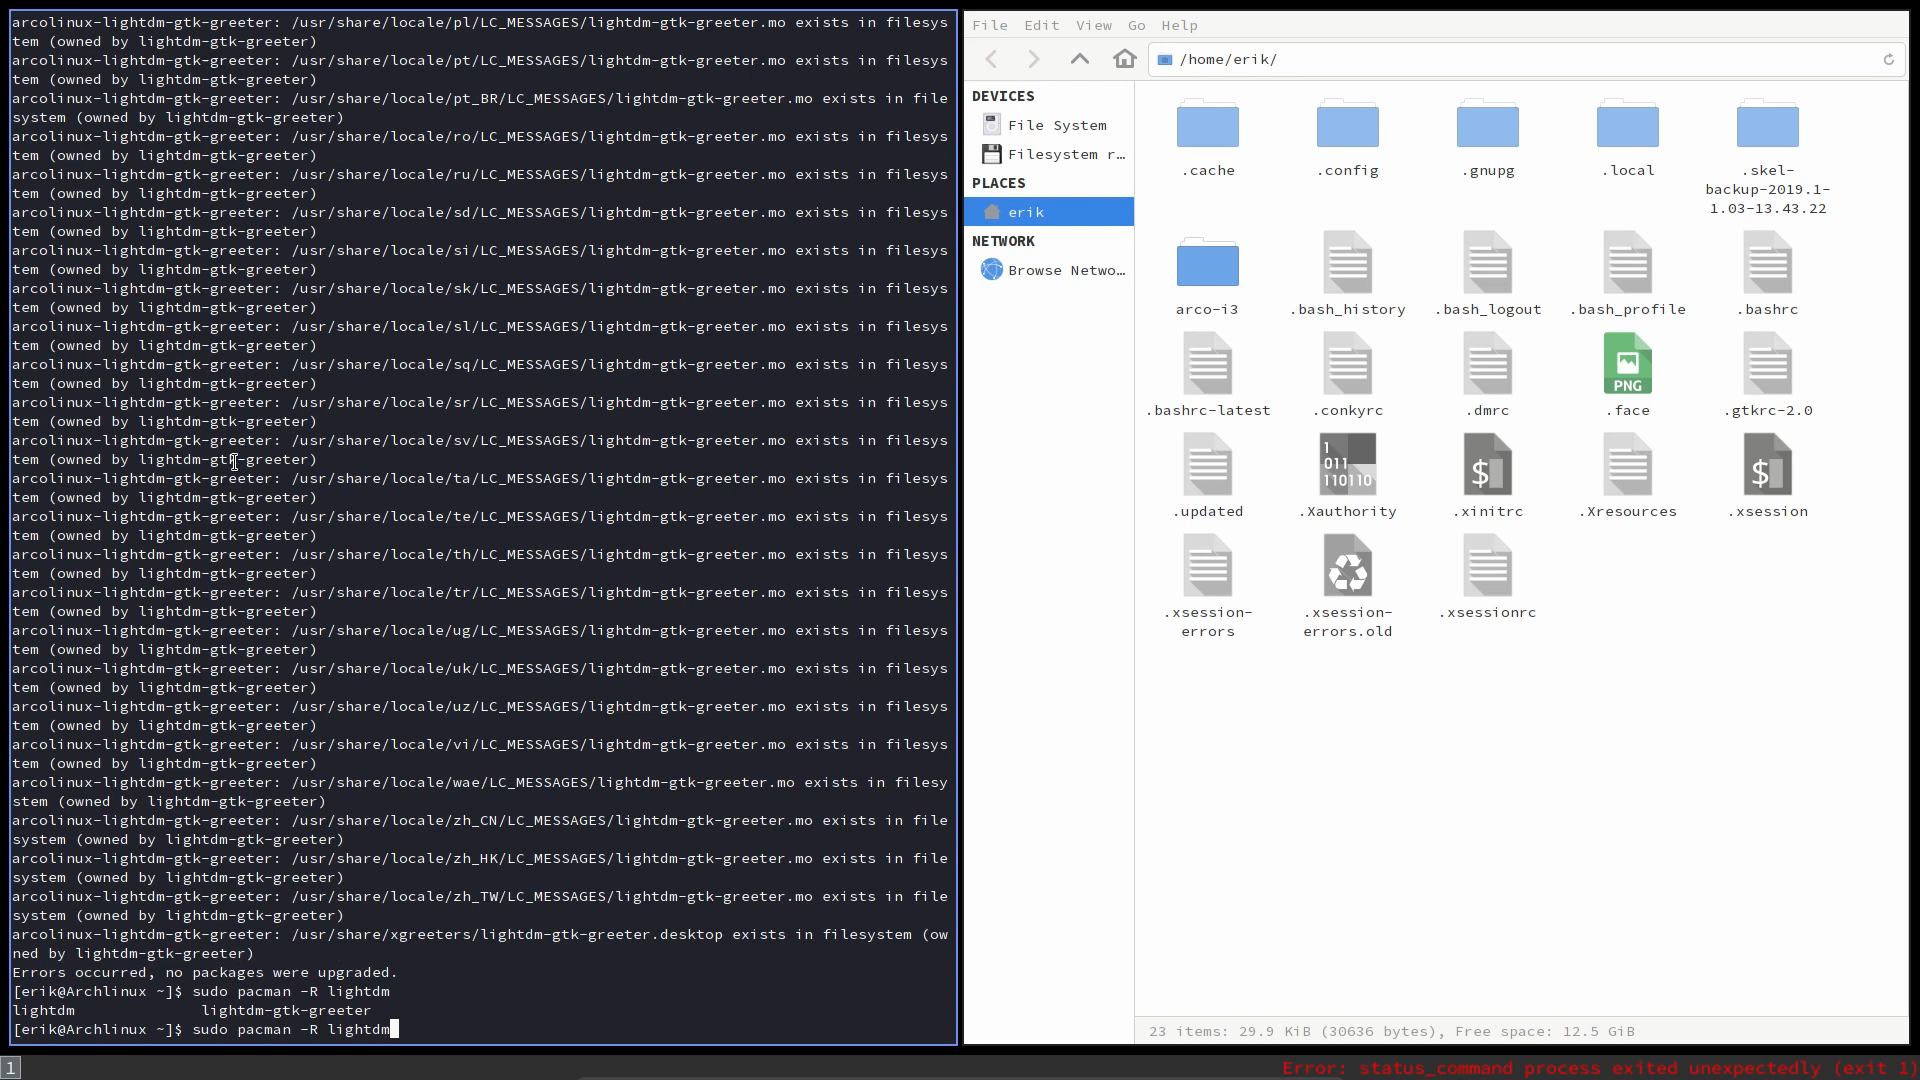 arcolinux-lightdm-gtk-greeter: /usr/share/locale/pl/LC_MESSAGES/lightdm-gtk-greeter.mo exists in filesys
tem (owned by lightdm-gtk-greeter)
arcolinux-lightdm-gtk-greeter: /usr/share/locale/pt/LC_MESSAGES/lightdm-gtk-greeter.mo exists in filesys
tem (owned by lightdm-gtk-greeter)
arcolinux-lightdm-gtk-greeter: /usr/share/locale/pt_BR/LC_MESSAGES/lightdm-gtk-greeter.mo exists in file
system (owned by lightdm-gtk-greeter)
arcolinux-lightdm-gtk-greeter: /usr/share/locale/ro/LC_MESSAGES/lightdm-gtk-greeter.mo exists in filesys
tem (owned by lightdm-gtk-greeter)
arcolinux-lightdm-gtk-greeter: /usr/share/locale/ru/LC_MESSAGES/lightdm-gtk-greeter.mo exists in filesys
tem (owned by lightdm-gtk-greeter)
arcolinux-lightdm-gtk-greeter: /usr/share/locale/sd/LC_MESSAGES/lightdm-gtk-greeter.mo exists in filesys
tem (owned by lightdm-gtk-greeter)
arcolinux-lightdm-gtk-greeter: /usr/share/locale/si/LC_MESSAGES/lightdm-gtk-greeter.mo exists in filesys
tem (owned by lightdm-gtk-greeter)
arcolinux-lightdm-gtk-greeter: /usr/share/locale/sk/LC_MESSAGES/lightdm-gtk-greeter.mo exists in filesys
tem (owned by lightdm-gtk-greeter)
arcolinux-lightdm-gtk-greeter: /usr/share/locale/sl/LC_MESSAGES/lightdm-gtk-greeter.mo exists in filesys
tem (owned by lightdm-gtk-greeter)
arcolinux-lightdm-gtk-greeter: /usr/share/locale/sq/LC_MESSAGES/lightdm-gtk-greeter.mo exists in filesys
tem (owned by lightdm-gtk-greeter)
arcolinux-lightdm-gtk-greeter: /usr/share/locale/sr/LC_MESSAGES/lightdm-gtk-greeter.mo exists in filesys
tem (owned by lightdm-gtk-greeter)
arcolinux-lightdm-gtk-greeter: /usr/share/locale/sv/LC_MESSAGES/lightdm-gtk-greeter.mo exists in filesys
tem (owned by lightdm-gtk-greeter)
arcolinux-lightdm-gtk-greeter: /usr/share/locale/ta/LC_MESSAGES/lightdm-gtk-greeter.mo exists in filesys
tem (owned by lightdm-gtk-greeter)
arcolinux-lightdm-gtk-greeter: /usr/share/locale/te/LC_MESSAGES/lightdm-gtk-greeter.mo exists in filesys
tem (owned by lightdm-gtk-greeter)
arcolinux-lightdm-gtk-greeter: /usr/share/locale/th/LC_MESSAGES/lightdm-gtk-greeter.mo exists in filesys
tem (owned by lightdm-gtk-greeter)
arcolinux-lightdm-gtk-greeter: /usr/share/locale/tr/LC_MESSAGES/lightdm-gtk-greeter.mo exists in filesys
tem (owned by lightdm-gtk-greeter)
arcolinux-lightdm-gtk-greeter: /usr/share/locale/ug/LC_MESSAGES/lightdm-gtk-greeter.mo exists in filesys
tem (owned by lightdm-gtk-greeter)
arcolinux-lightdm-gtk-greeter: /usr/share/locale/uk/LC_MESSAGES/lightdm-gtk-greeter.mo exists in filesys
tem (owned by lightdm-gtk-greeter)
arcolinux-lightdm-gtk-greeter: /usr/share/locale/uz/LC_MESSAGES/lightdm-gtk-greeter.mo exists in filesys
tem (owned by lightdm-gtk-greeter)
arcolinux-lightdm-gtk-greeter: /usr/share/locale/vi/LC_MESSAGES/lightdm-gtk-greeter.mo exists in filesys
tem (owned by lightdm-gtk-greeter)
arcolinux-lightdm-gtk-greeter: /usr/share/locale/wae/LC_MESSAGES/lightdm-gtk-greeter.mo exists in filesy
stem (owned by lightdm-gtk-greeter)
arcolinux-lightdm-gtk-greeter: /usr/share/locale/zh_CN/LC_MESSAGES/lightdm-gtk-greeter.mo exists in file
system (owned by lightdm-gtk-greeter)
arcolinux-lightdm-gtk-greeter: /usr/share/locale/zh_HK/LC_MESSAGES/lightdm-gtk-greeter.mo exists in file
system (owned by lightdm-gtk-greeter)
arcolinux-lightdm-gtk-greeter: /usr/share/locale/zh_TW/LC_MESSAGES/lightdm-gtk-greeter.mo exists in file
system (owned by lightdm-gtk-greeter)
arcolinux-lightdm-gtk-greeter: /usr/share/xgreeters/lightdm-gtk-greeter.desktop exists in filesystem (ow
ned by lightdm-gtk-greeter)
Errors occurred, no packages were upgraded.
[erik@Archlinux ~]$ sudo pacman -R lightdm
lightdm lightdm-gtk-greeter
[erik@Archlinux ~]$ sudo pacman -R lightdm
File Edit View Go Help
/home/erik/
DEVICES
File System
Filesystem r…
PLACES
erik
NETWORK
Browse Netwo…
.cache .config .gnupg .local .skel-
backup-2019.1-
1.03-13.43.22
arco-i3 .bash_history .bash_logout .bash_profile .bashrc
PNG
.bashrc-latest .conkyrc .dmrc .face .gtkrc-2.0
1
011
110110
$
$
.updated .Xauthority .xinitrc .Xresources .xsession
.xsession-
errors
.xsession-
errors.old
.xsessionrc
23 items: 29.9 KiB (30636 bytes), Free space: 12.5 GiB
1
Error: status_command process exited unexpectedly (exit 1)